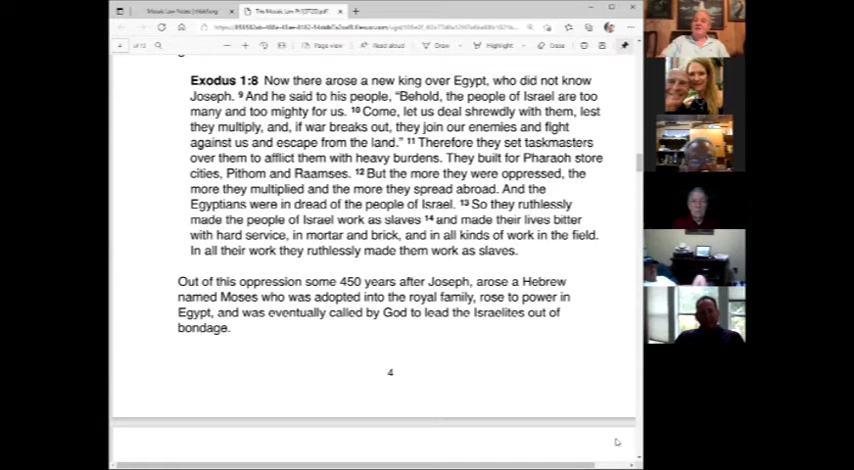 Page view
Read aloud
Draw
Highlight
Erase
Exodus 1:8 Now there arose a new king over Egypt, who did not know
Joseph. 9 And he said to his people, “Behold, the people of Israel are too
many and too mighty for us. 10 Come, let us deal shrewdly with them, lest
they multiply, and, if war breaks out, they join our enemies and fight
against us and escape from the land.” 11 Therefore they set taskmasters
over them to afflict them with heavy burdens. They built for Pharaoh store
cities, Pithom and Raamses. 12 But the more they were oppressed, the
more they multiplied and the more they spread abroad. And the
Egyptians were in dread of the people of Israel. 13 So they ruthlessly
made the people of Israel work as slaves 14 and made their lives bitter
with hard service, in mortar and brick, and in all kinds of work in the field.
In all their work they ruthlessly made them work as slaves.
Out of this oppression some 450 years after Joseph, arose a Hebrew
named Moses who was adopted into the royal family, rose to power in
Egypt, and was eventually called by God to lead the Israelites out of
bondage.
4